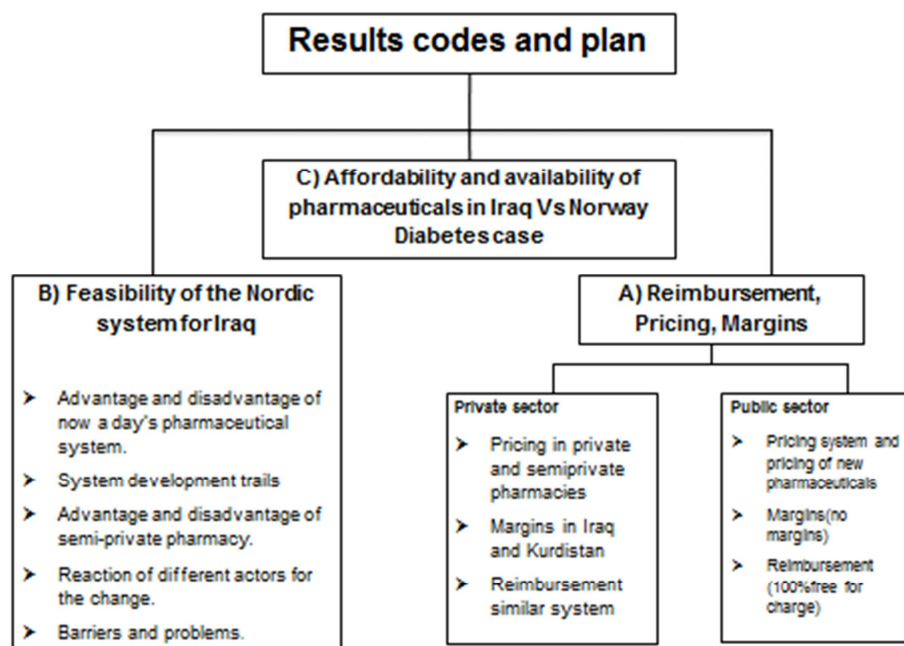 Results codes and plan
C) Affordability and availability of
pharmaceuticals in Iraq Vs Norway
Diabetes case
B) Feasibility of the Nordic
system for Iraq
➤ Advantage and disadvantage of
now a day's pharmaceutical
system.
➤ System development trails
➤ Advantage and disadvantage of
semi-private pharmacy.
➤ Reaction of different actors for
the change.
➤ Barriers and problems.
A) Reimbursement,
Pricing, Margins
Private sector
➤ Pricing in private
and semiprivate
pharmacies
➤ Margins in Iraq
and Kurdistan
➤ Reimbursement
similar system
Public sector
➤ Pricing system and
pricing of new
pharmaceuticals
➤ Margins(no
margins)
➤ Reimbursement
(100%free for
charge)